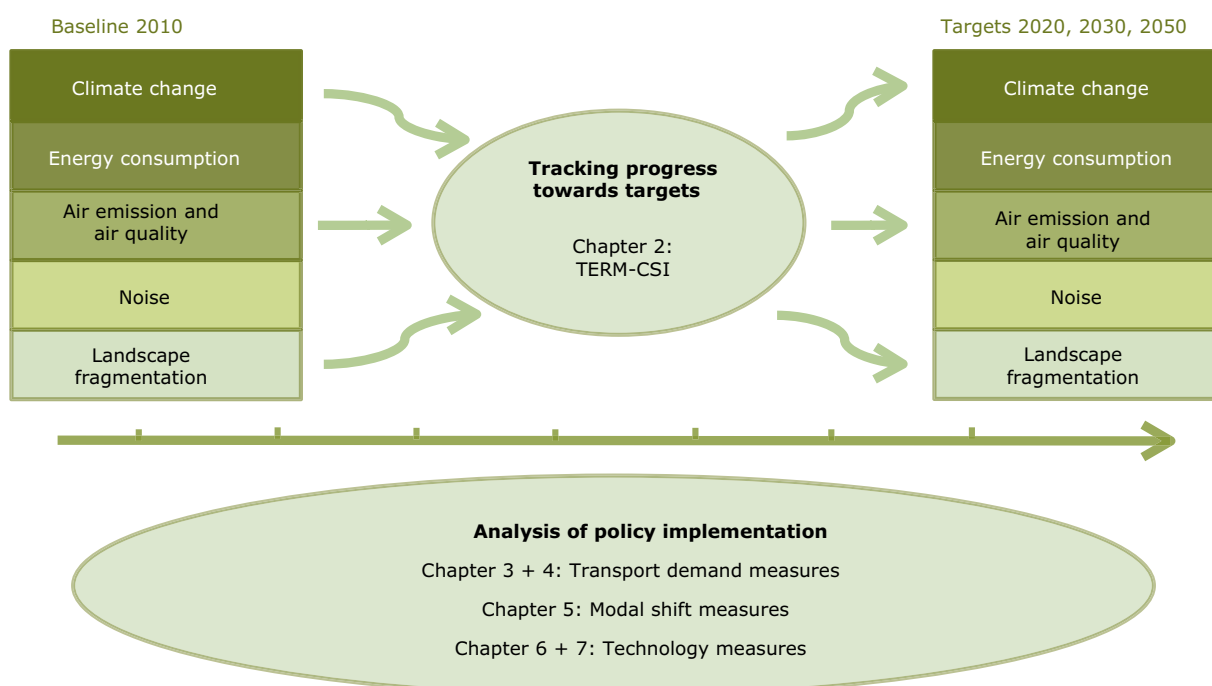 Baseline 2010
Climate change
Energy consumption
Air emission and
air quality
Noise
Landscape
fragmentation
Tracking progress
towards targets
Chapter 2:
TERM-CSI
Targets 2020, 2030, 2050
Climate change
Energy consumption
Air emission and
air quality
Noise
Landscape
fragmentation
Analysis of policy implementation
Chapter 3 + 4: Transport demand measures
Chapter 5: Modal shift measures
Chapter 6 + 7: Technology measures